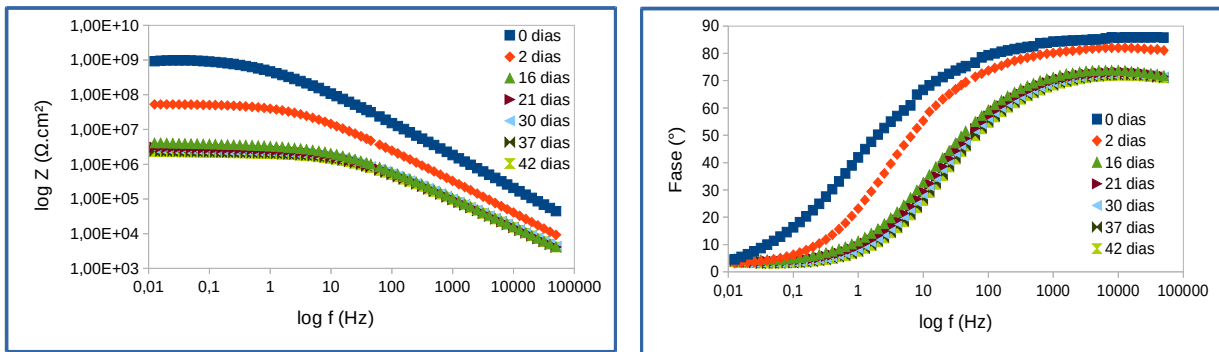 1,00E+10
1,00E+09
1,00E+08
1,00E+07
1,00E+06
1,00E+05
1,00E+04
1,00E+03
log Z (Ω.cm²)
0,01 0,1 1 10 100 1000 10000 100000
log f (Hz)
0 dias
2 dias
16 dias
21 dias
30 dias
37 dias
42 dias
90
80
70
60
50
40
30
20
10
0
Fase (°)
0,01 0,1 1 10 100 1000 10000 100000
log f (Hz)
0 dias
2 dias
16 dias
21 dias
30 dias
37 dias
42 dias